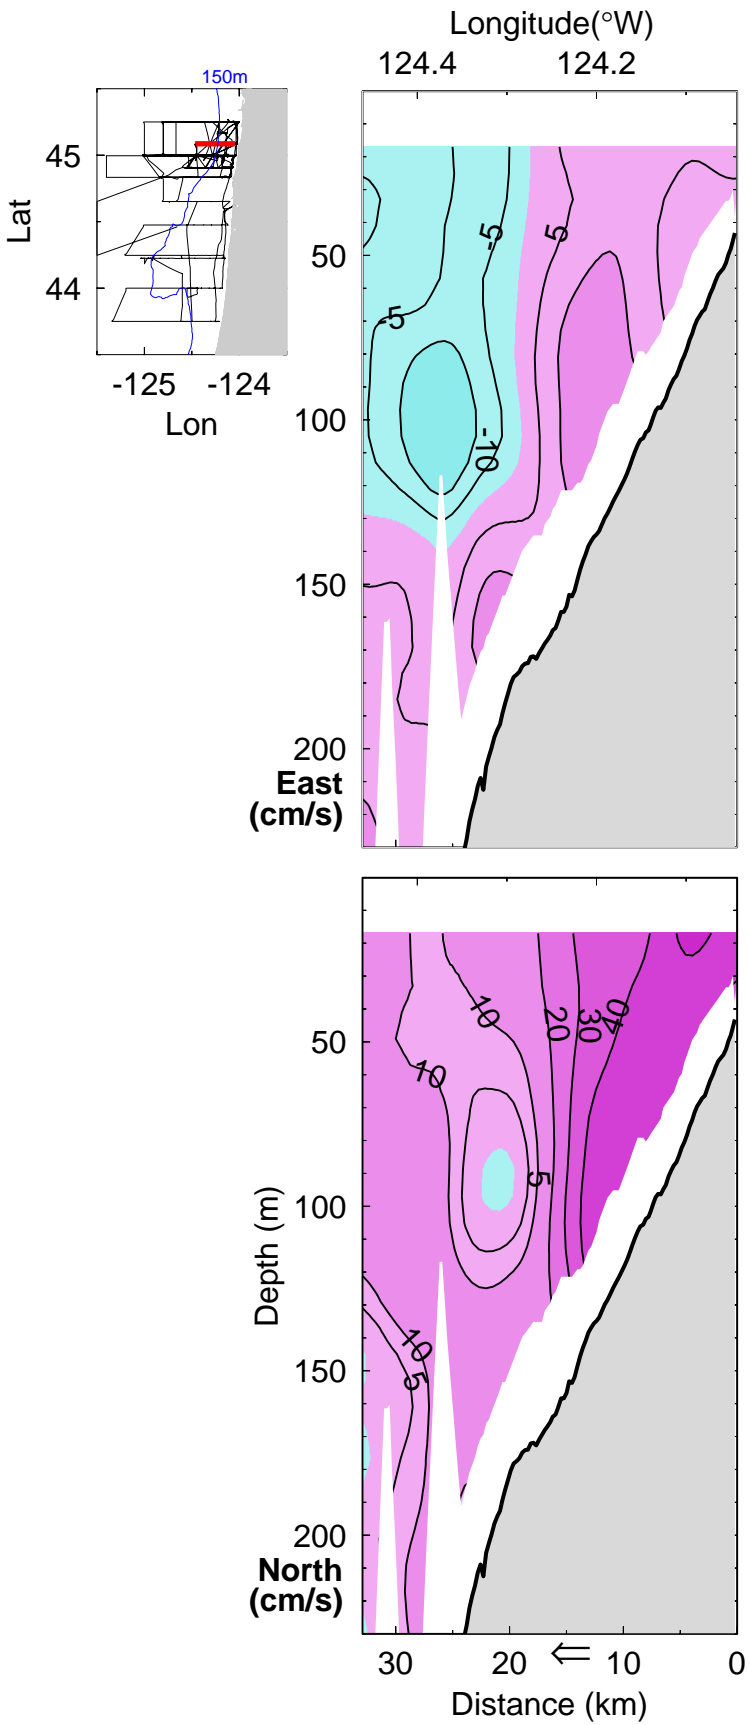 Longitude(°W)
124.4 124.2
150m
45
44
Lat
-125 -124
Lon
50
100
150
200
East
(cm/s)
-5
5
-5
-10
50
100
150
200
Depth (m)
North
(cm/s)
10
20
30
40
10
5
10
5
30 20 ⇐ 10 0
Distance (km)